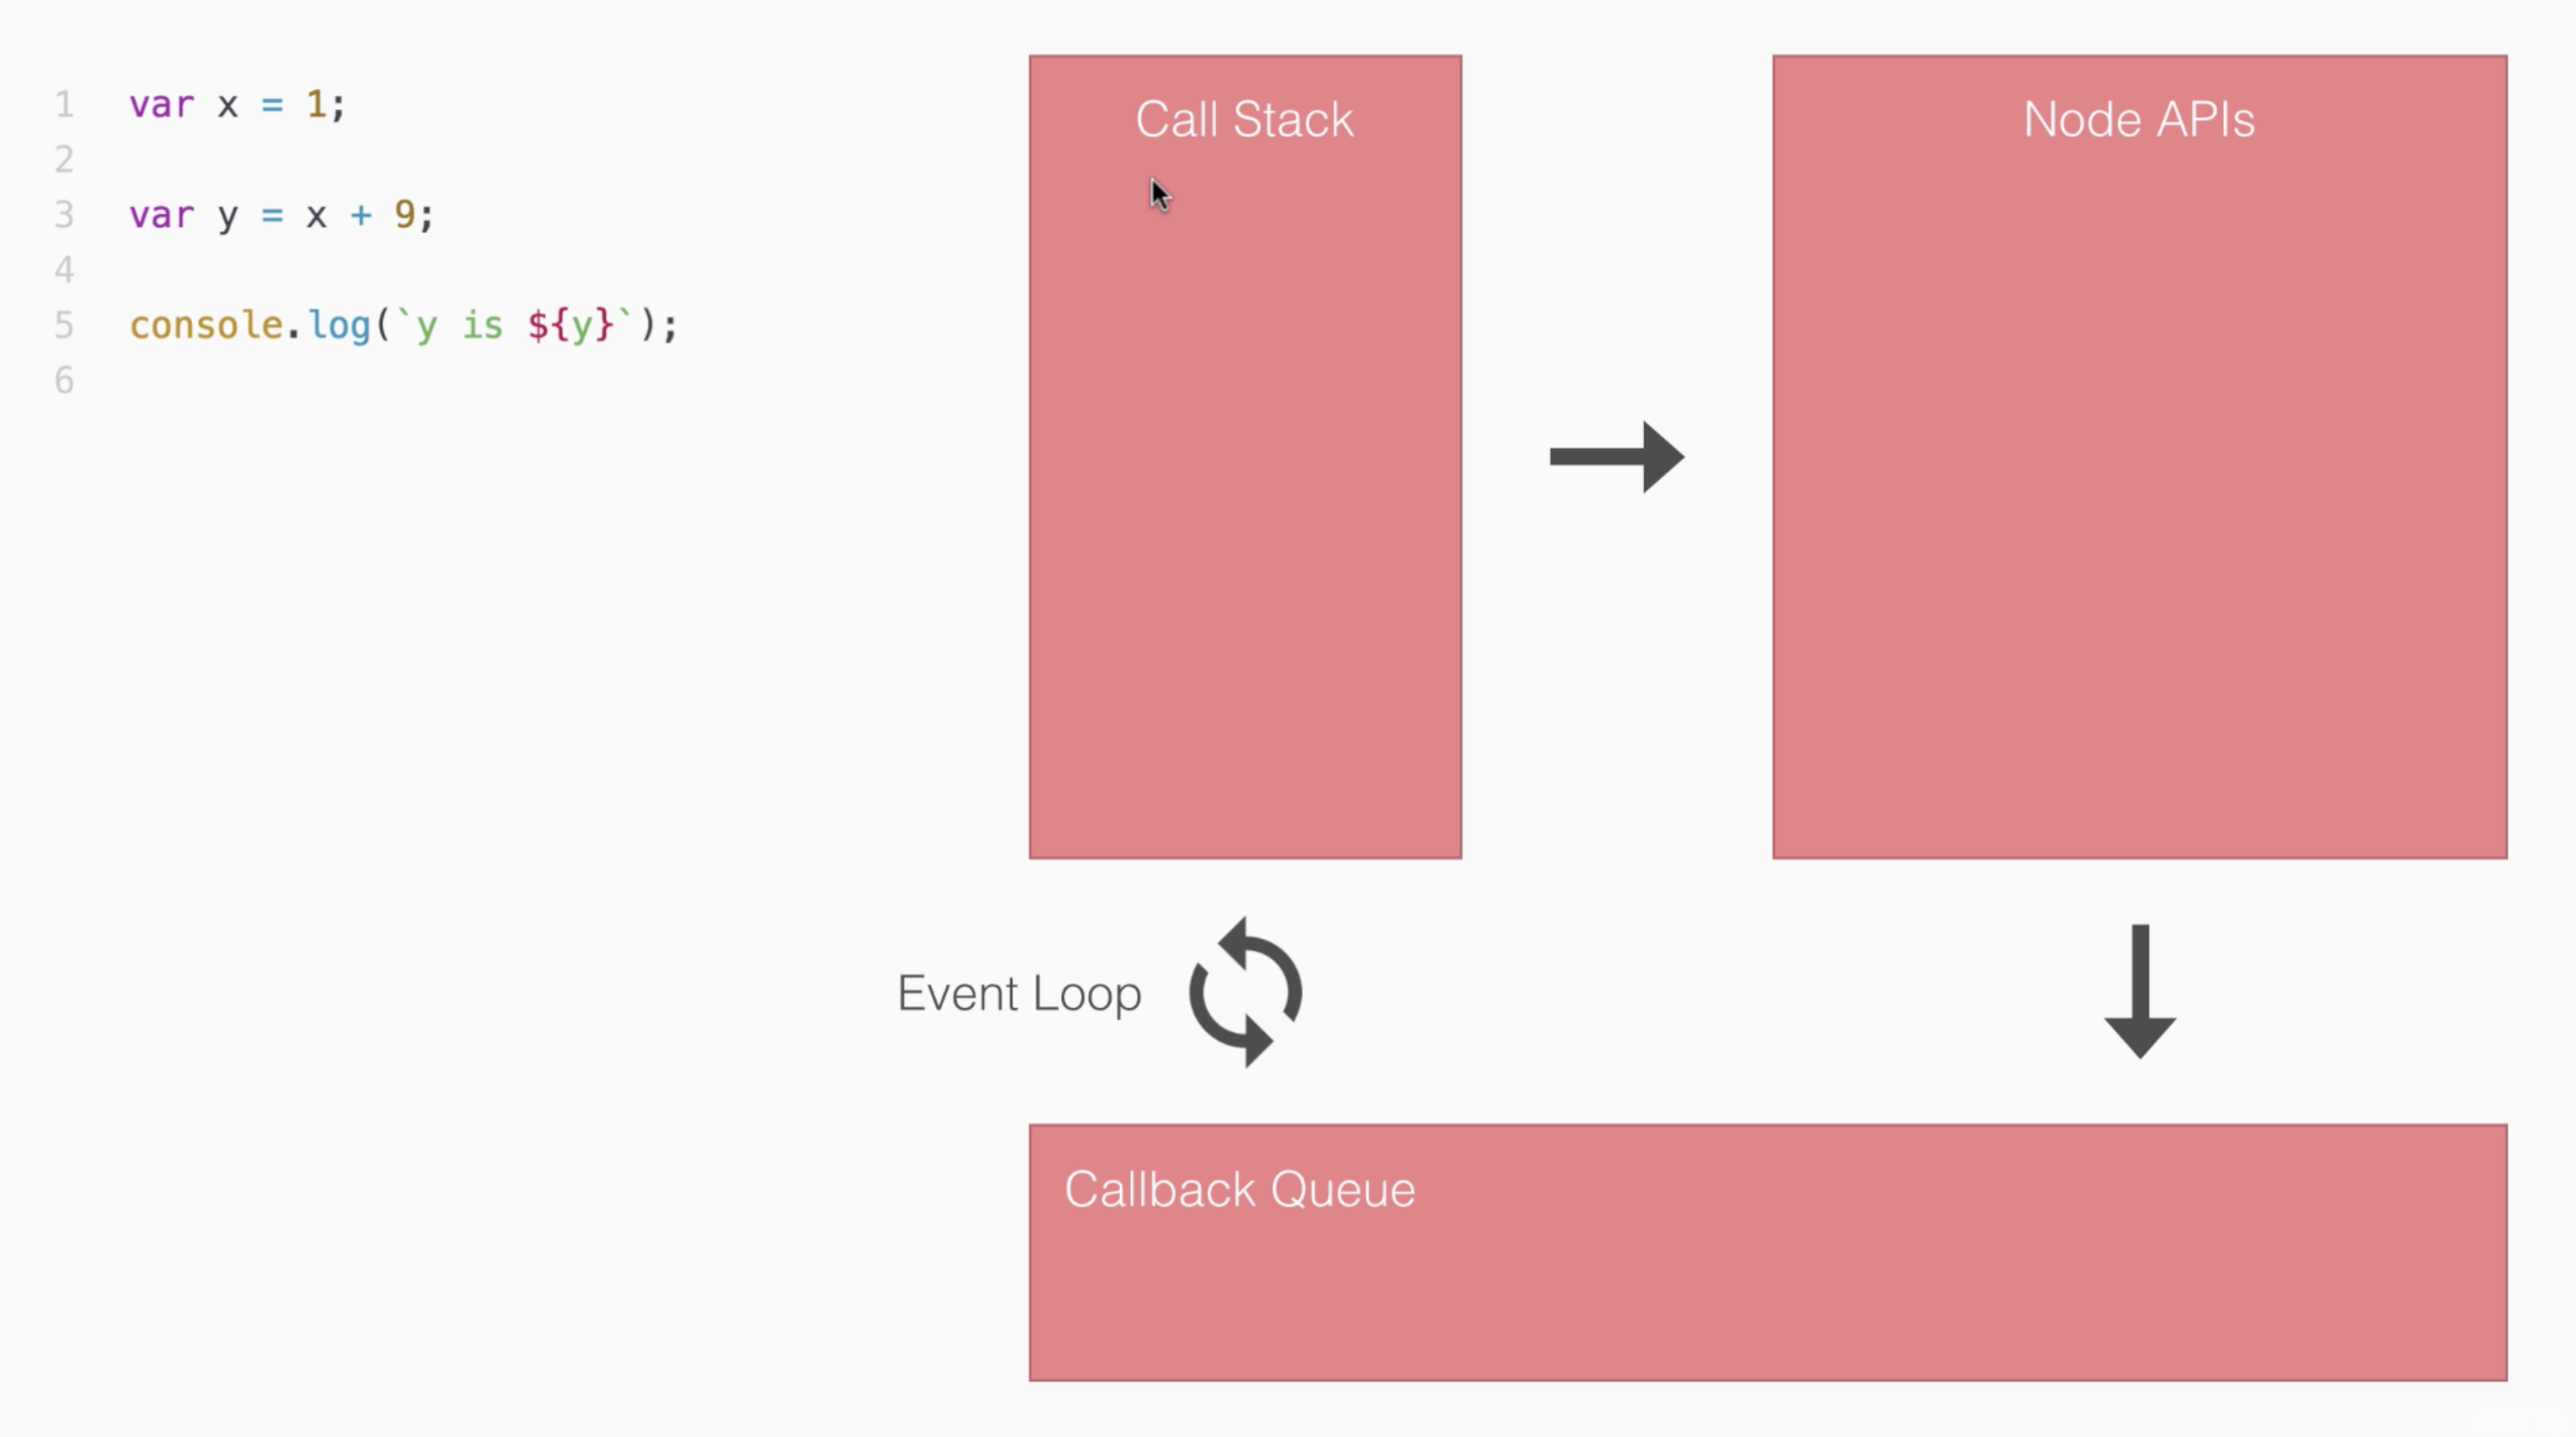 1 var x = 1;
2
3 var y = x + 9;
4
5 console.log(`y is ${y}`);
6
Call Stack
Node APIs
Event Loop
Callback Queue